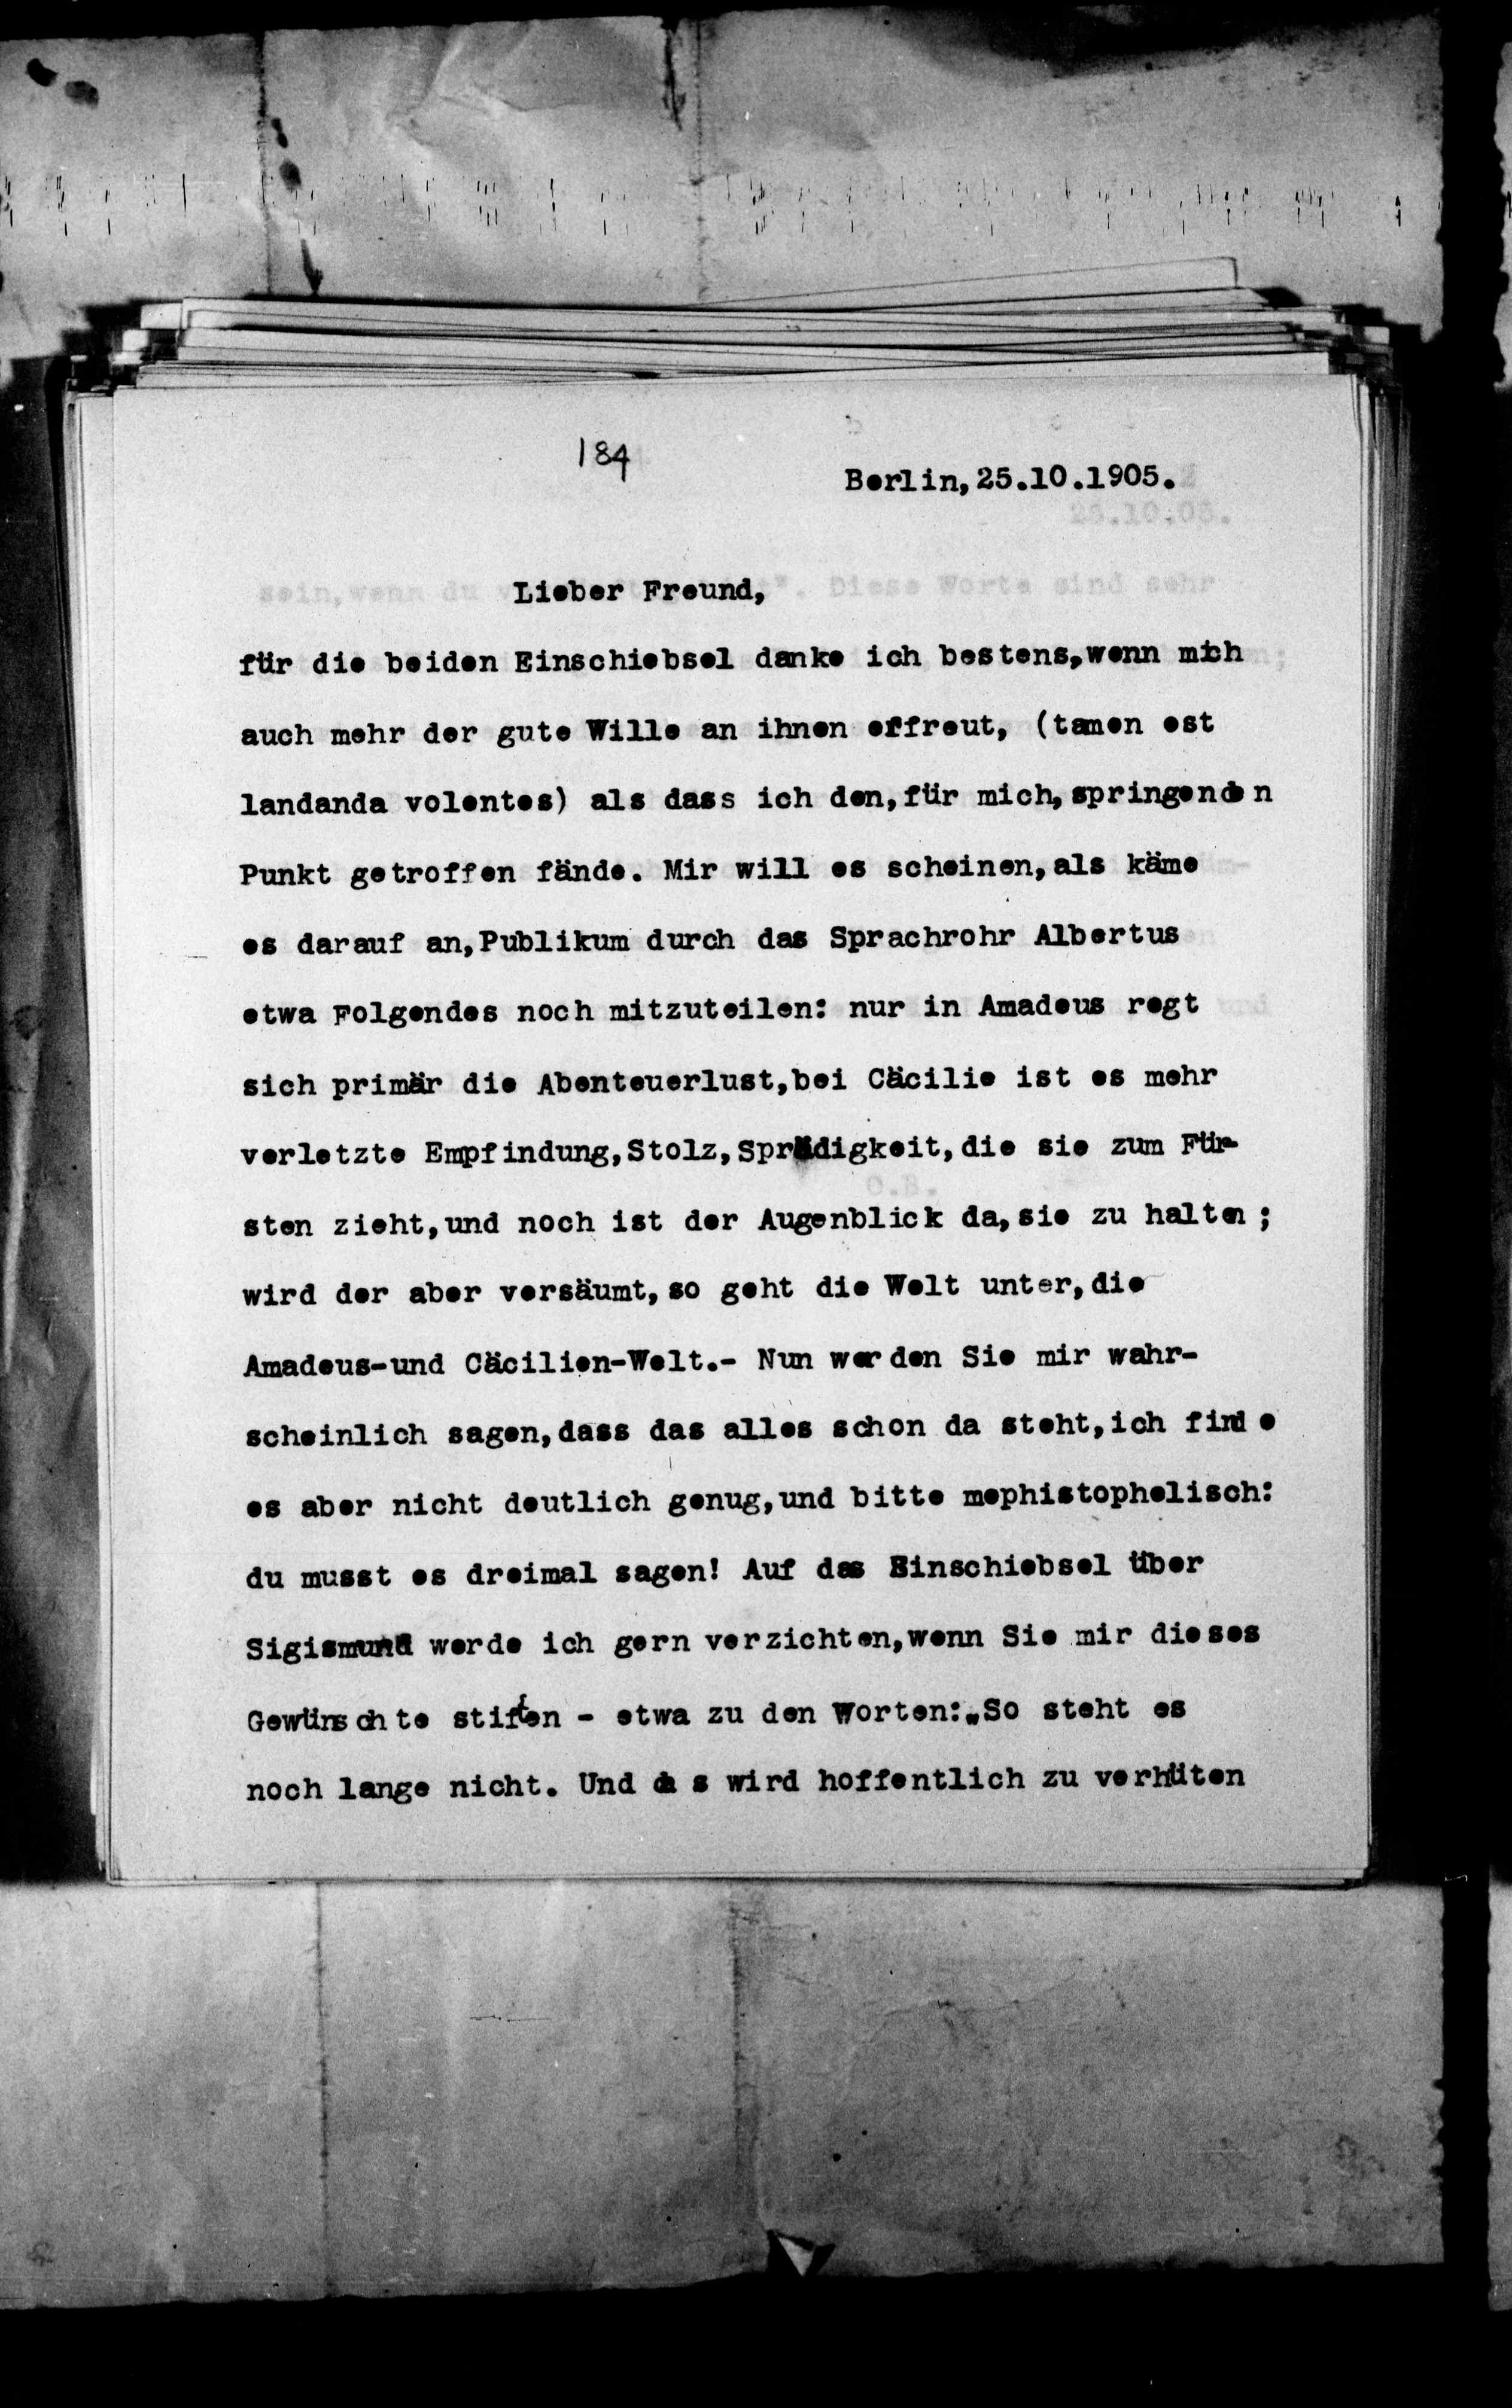 184
Berlin, 25.10.1905.
Lieber Freund,
für die beiden Einschiebsel danke ich bestens, wenn mich
auch mehr der gute Wille an ihnen effreut, (tamen est
landanda volentes) als dass ich den, für mich, springenden
Punkt getroffen fände. Mir will es scheinen, als käme
es darauf an, Publikum durch das Sprachrohr Albertus
etwa Folgendes noch mitzuteilen: nur in Amadeus regt
sich primär die Abenteuerlust, bei Cäcilie ist es mehr
verletzte Empfindung, Stolz, Sprödigkeit, die sie zum Für-
sten zieht, und noch ist der Augenblick da, sie zu halten;
wird der aber versäumt, so geht die Welt unter, die
Amadeus-und Cäcilien-Welt.- Nun werden Sie mir wahr-
scheinlich sagen, dass das alles schon da steht, ich finde
es aber nicht deutlich genug, und bitte mephistophelisch:
du musst es dreimal sagen! Auf das Einschiebsel über
Sigismund werde ich gern verzichten, wenn Sie mir dieses
Gewünschte stiften - etwa zu den Worten: „So steht es
noch lange nicht. Und das wird hoffentlich zu verhüten